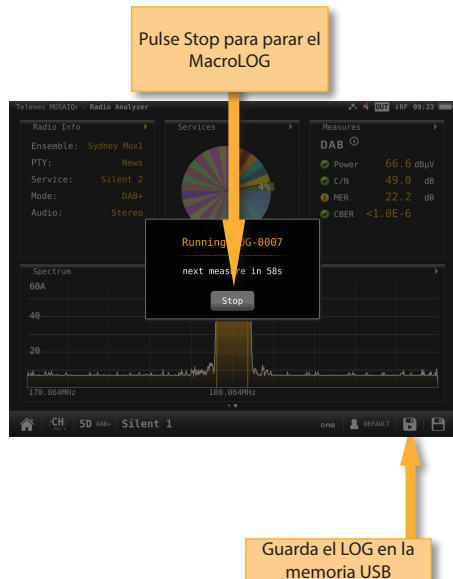 Pulse Stop para parar el
MacroLOG
Televes MOSAIQ6 - Radio Analyzer
OUT ↓RF 09:23
Radio Info
Services
Measures
Ensemble: Sydney Mux1
PTY: News
Service: Silent 2
Mode: DAB+
Audio: Stereo
4%
DAB
Power 66.6 dBµV
C/N 49.0 dB
MER 22.2 dB
CBER <1.0E-6
Running
OG-0007
next measure in 58s
Stop
Spectrum
60A
40
20
170.064MHz
180.064MHz
CH
5D DAB+ Silent 1
DAB
DEFAULT
Guarda el LOG en la
memoria USB